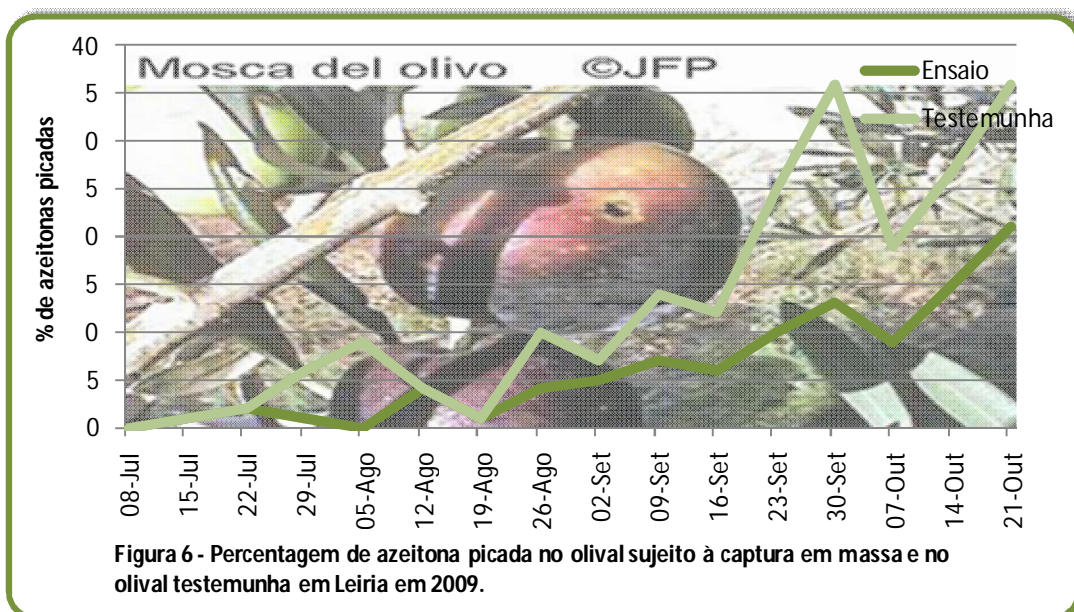 Mosca del olivo ©JFP
Ensaio
Testemunha
% de azeitonas picadas
40
5
0
5
0
5
0
5
0
08-Jul
15-Jul
22-Jul
29-Jul
05-Ago
12-Ago
19-Ago
26-Ago
02-Set
09-Set
16-Set
23-Set
30-Set
07-Out
14-Out
21-Out
Figura 6 - Percentagem de azeitona picada no olival sujeito à captura em massa e no
olival testemunha em Leiria em 2009.